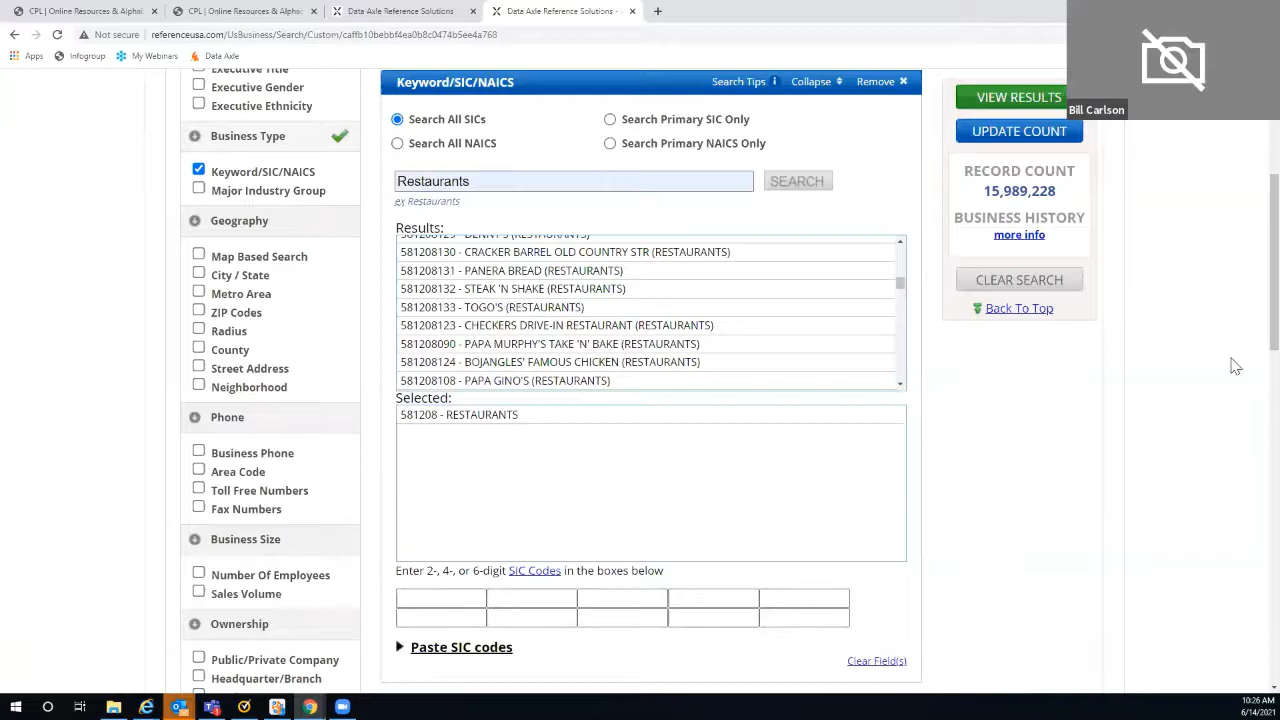 CPL | Online Resources & Alphab
CPL | Online Resources & Alphab
Data Axle Reference Solutions
Data Axle Reference Solutions -
Not secure
referenceusa.com/UsBusiness/Search/Custom/caffb10bebbf4ea0b8c0474b5ee4a768
Apps
Infogroup
My Webinars
Data Axle
Bill Carlson
Executive Title
Executive Gender
Executive Ethnicity
Business Type
Keyword/SIC/NAICS
Major Industry Group
Geography
Map Based Search
City / State
Metro Area
ZIP Codes
Radius
County
Street Address
Neighborhood
Phone
Business Phone
Area Code
Toll Free Numbers
Fax Numbers
Business Size
Number Of Employees
Sales Volume
Ownership
Public/Private Company
Headquarter/Branch
Keyword/SIC/NAICS
Search Tips
Collapse
Remove
Search All SICs
Search Primary SIC Only
Search All NAICS
Search Primary NAICS Only
Restaurants
SEARCH
ex Restaurants
Results:
581208129 - DENNY'S (RESTAURANTS)
581208130 - CRACKER BARREL OLD COUNTRY STR (RESTAURANTS)
581208131 - PANERA BREAD (RESTAURANTS)
581208132 - STEAK 'N SHAKE (RESTAURANTS)
581208133 - TOGO'S (RESTAURANTS)
581208123 - CHECKERS DRIVE-IN RESTAURANT (RESTAURANTS)
581208090 - PAPA MURPHY'S TAKE 'N' BAKE (RESTAURANTS)
581208124 - BOJANGLES' FAMOUS CHICKEN (RESTAURANTS)
581208108 - PAPA GINO'S (RESTAURANTS)
Selected:
581208 - RESTAURANTS
Enter 2-, 4-, or 6-digit SIC Codes in the boxes below
Paste SIC codes
Clear Field(s)
VIEW RESULTS
UPDATE COUNT
RECORD COUNT
15,989,228
BUSINESS HISTORY
more info
CLEAR SEARCH
Back To Top
10:26 AM
6/14/2021